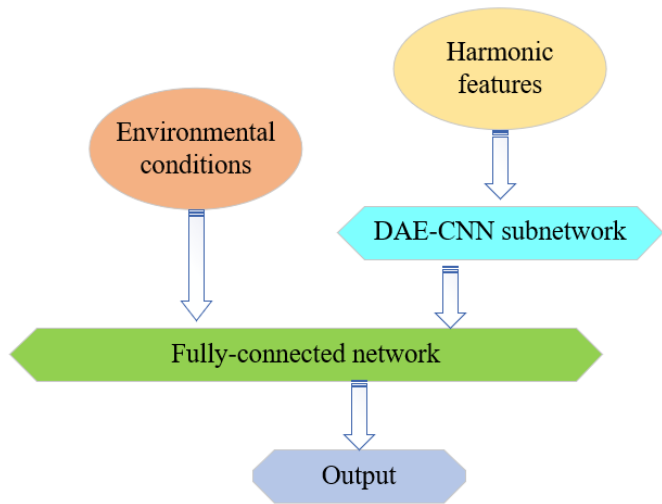 Harmonic
features
Environmental
conditions
DAE-CNN subnetwork
Fully-connected network
Output